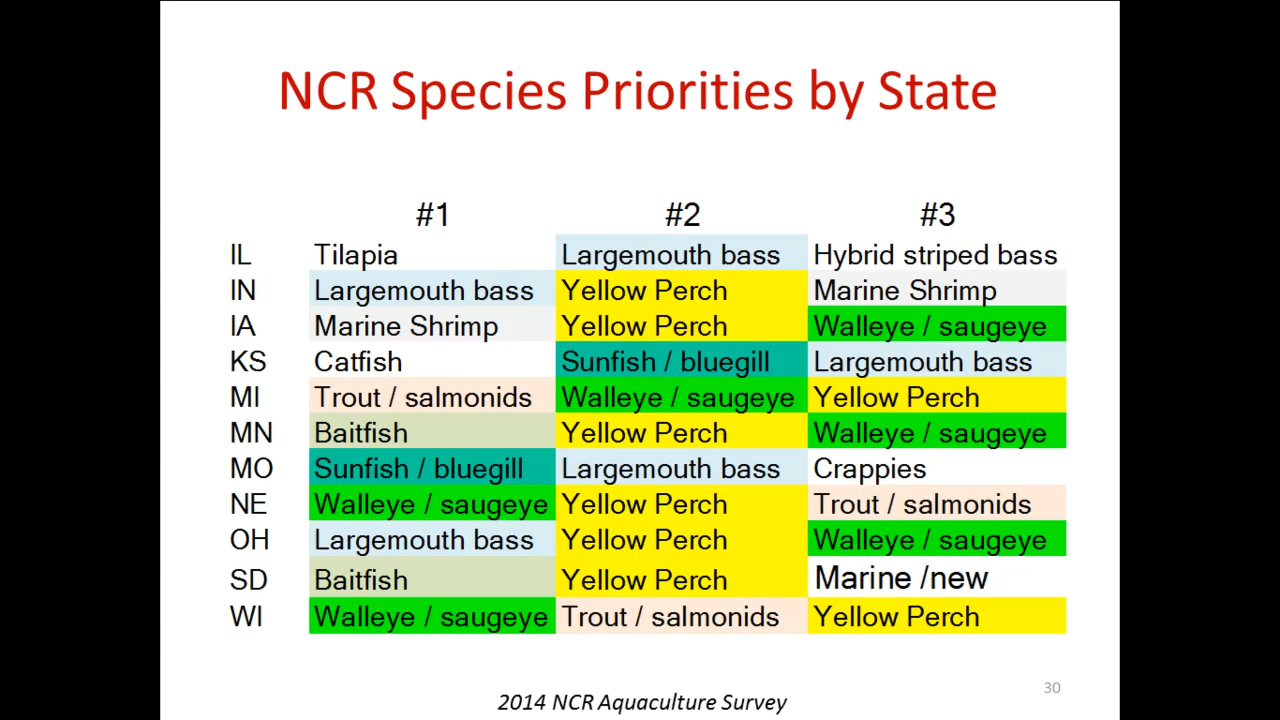 NCR Species Priorities by State
#1 #2 #3
IL Tilapia Largemouth bass Hybrid striped bass
IN Largemouth bass Yellow Perch Marine Shrimp
IA Marine Shrimp Yellow Perch Walleye / saugeye
KS Catfish Sunfish / bluegill Largemouth bass
MI Trout / salmonids Walleye / saugeye Yellow Perch
MN Baitfish Yellow Perch Walleye / saugeye
MO Sunfish / bluegill Largemouth bass Crappies
NE Walleye / saugeye Yellow Perch Trout / salmonids
OH Largemouth bass Yellow Perch Walleye / saugeye
SD Baitfish Yellow Perch Marine /new
WI Walleye / saugeye Trout / salmonids Yellow Perch
30
2014 NCR Aquaculture Survey